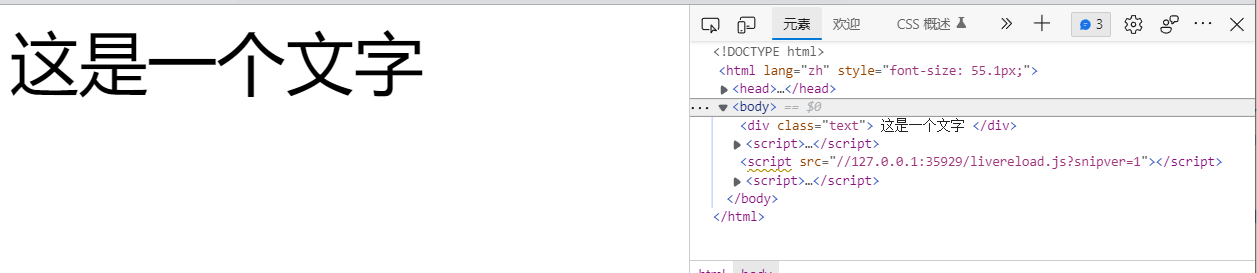 这是一个文字
元素 欢迎 CSS 概述 3
<!DOCTYPE html>
<html lang="zh" style="font-size: 55.1px;">
<head>…</head>
<body> == $0
<div class="text"> 这是一个文字 </div>
<script>…</script>
<script src="//127.0.0.1:35929/livereload.js?snipver=1"></script>
<script>…</script>
</body>
</html>
html body